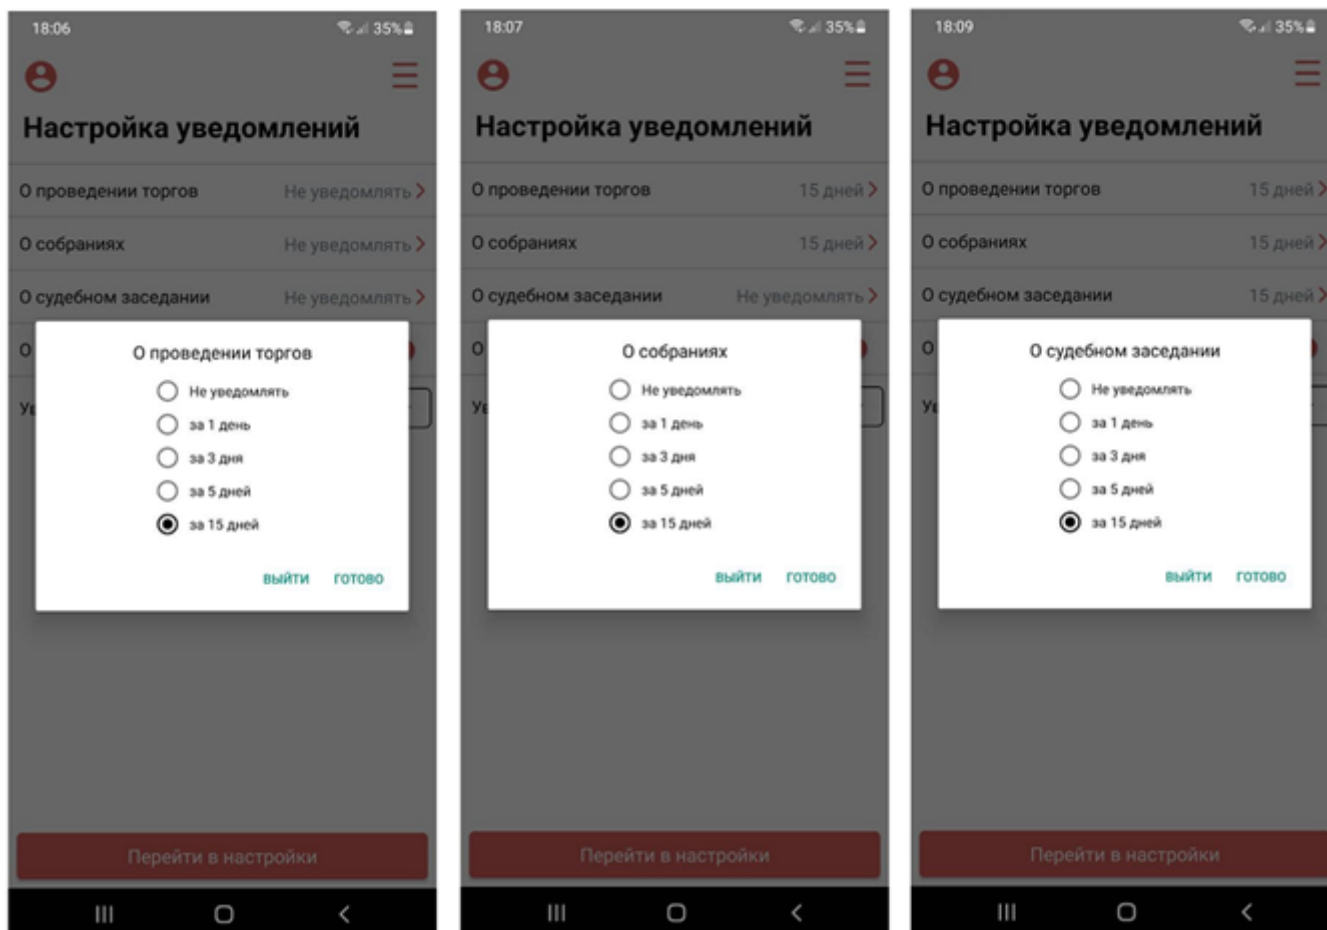 18:06 35%
Настройка уведомлений
О проведении торгов Не уведомлять
О собраниях Не уведомлять
О судебном заседании Не уведомлять
О
Ув
О проведении торгов
Не уведомлять
за 1 день
за 3 дня
за 5 дней
за 15 дней
ВЫЙТИ ГОТОВО
Перейти в настройки
18:07 35%
Настройка уведомлений
О проведении торгов 15 дней
О собраниях 15 дней
О судебном заседании Не уведомлять
О
Ув
О собраниях
Не уведомлять
за 1 день
за 3 дня
за 5 дней
за 15 дней
ВЫЙТИ ГОТОВО
Перейти в настройки
18:09 35%
Настройка уведомлений
О проведении торгов 15 дней
О собраниях 15 дней
О судебном заседании 15 дней
О
Ув
О судебном заседании
Не уведомлять
за 1 день
за 3 дня
за 5 дней
за 15 дней
ВЫЙТИ ГОТОВО
Перейти в настройки